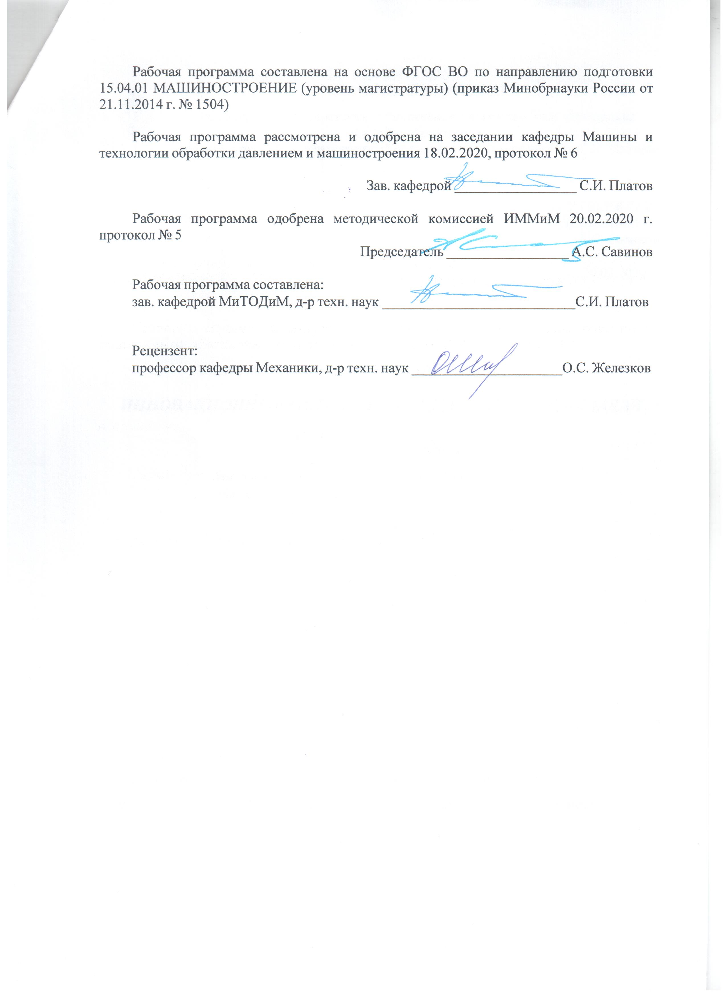 Рабочая программа составлена на основе ФГОС ВО по направлению подготовки
15.04.01 МАШИНОСТРОЕНИЕ (уровень магистратуры) (приказ Минобрнауки России от
21.11.2014 г. № 1504)
Рабочая программа рассмотрена и одобрена на заседании кафедры Машины и
технологии обработки давлением и машиностроения 18.02.2020, протокол № 6
Зав. кафедрой _________________ С.И. Платов
Рабочая программа одобрена методической комиссией ИММиМ 20.02.2020 г.
протокол № 5
Председатель _________________ А.С. Савинов
Рабочая программа составлена:
зав. кафедрой МиТОДиМ, д-р техн. наук ___________________________С.И. Платов
Рецензент:
профессор кафедры Механики, д-р техн. наук _____________________О.С. Железков